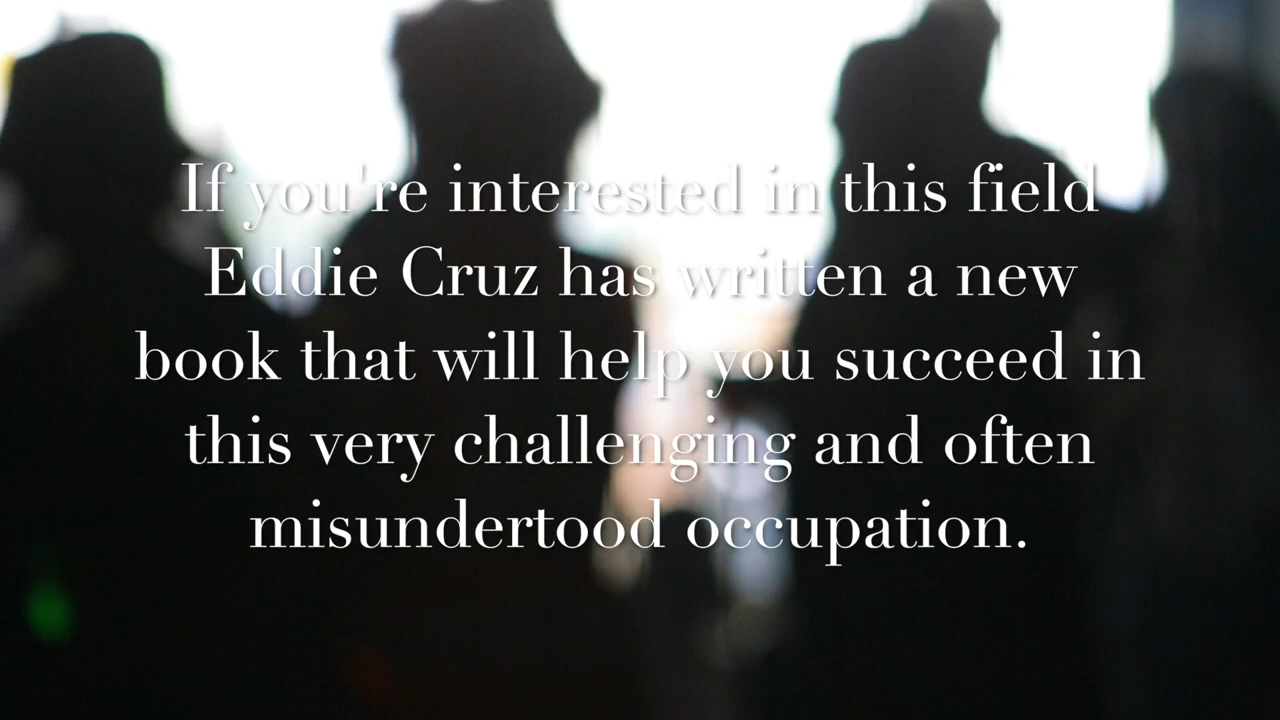 If you're interested in this field
Eddie Cruz has written a new
book that will help you succeed in
this very challenging and often
misundertood occupation.